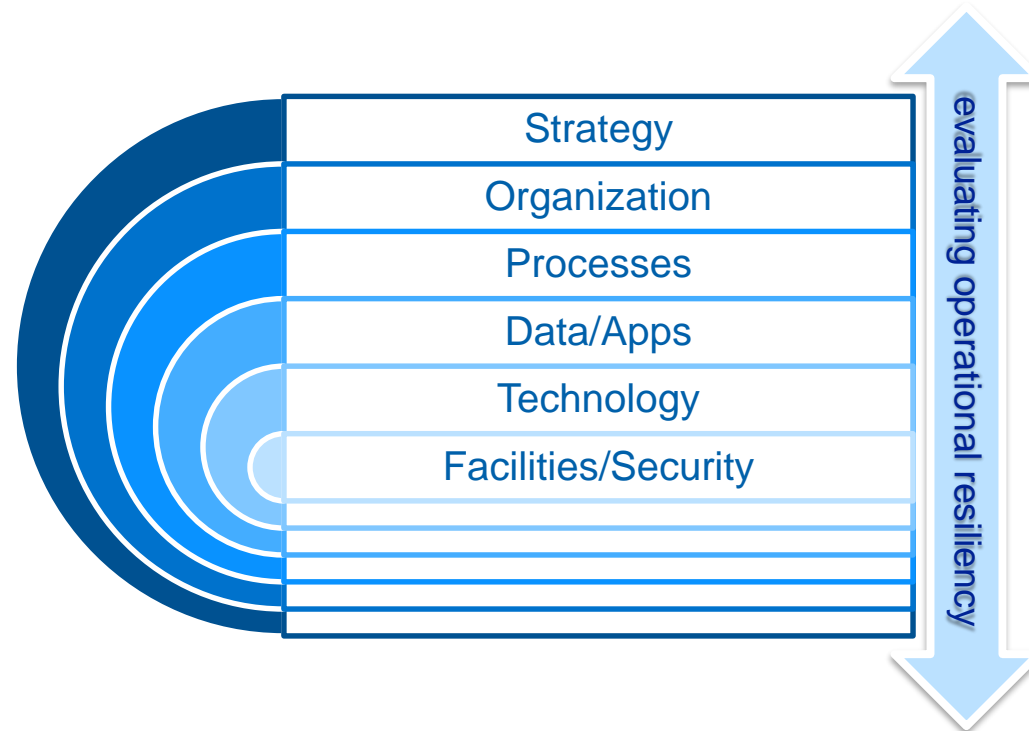 Strategy
Organization
Processes
Data/Apps
Technology
Facilities/Security
evaluating operational resiliency